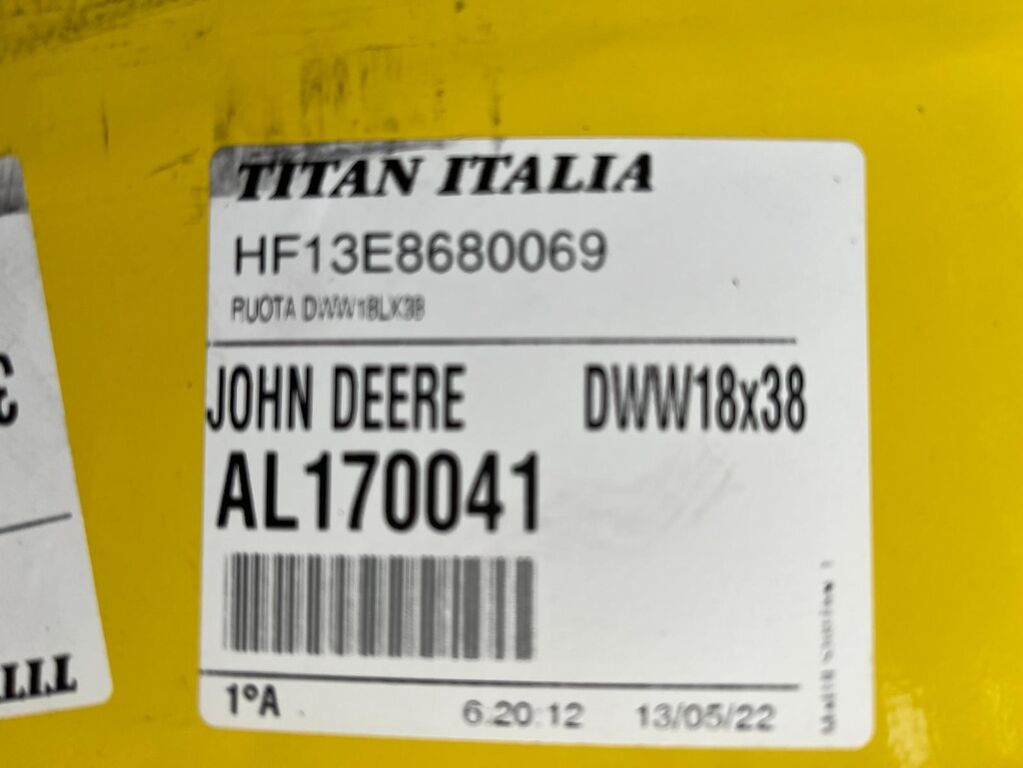 TITAN ITALIA
HF13E8680069
RUOTA DWW18LX38
JOHN DEERE DWW18x38
AL170041
1°A 6:20:12 13/05/22